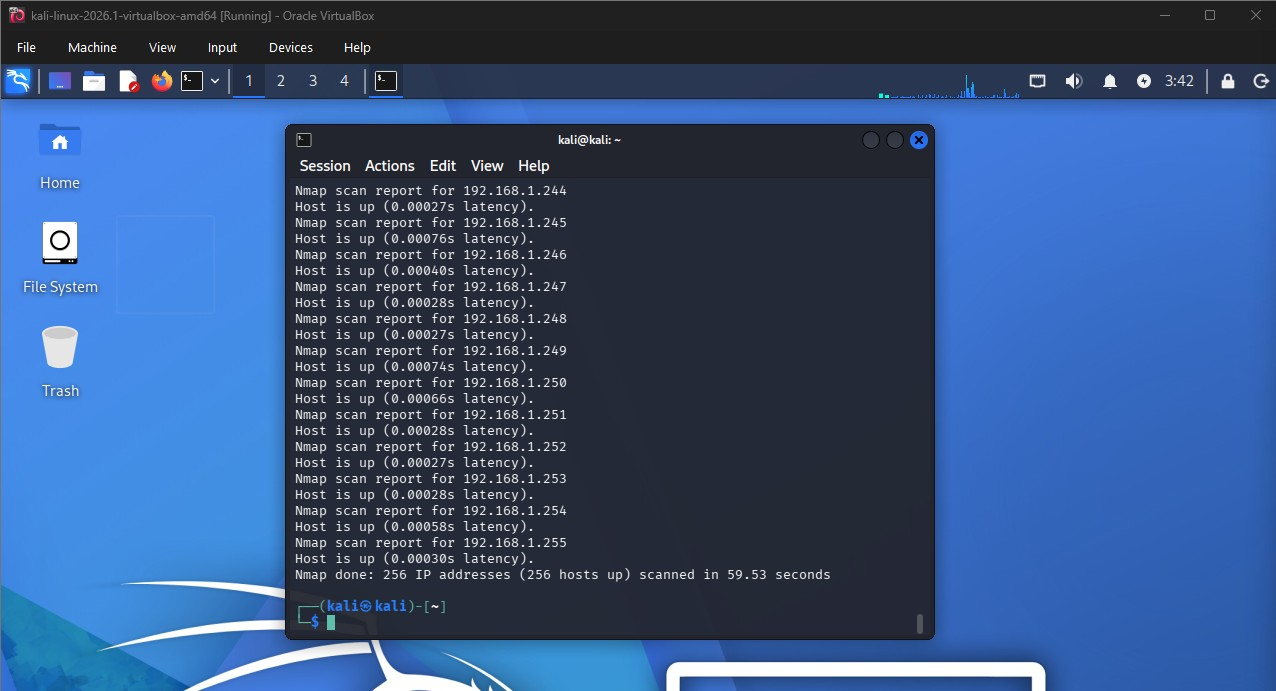 kali-linux-2026.1-virtualbox-amd64 [Running] - Oracle VirtualBox
File Machine View Input Devices Help
1 2 3 4 3:42
Home
File System
Trash
kali@kali: ~
Session Actions Edit View Help
Nmap scan report for 192.168.1.244
Host is up (0.00027s latency).
Nmap scan report for 192.168.1.245
Host is up (0.00076s latency).
Nmap scan report for 192.168.1.246
Host is up (0.00040s latency).
Nmap scan report for 192.168.1.247
Host is up (0.00028s latency).
Nmap scan report for 192.168.1.248
Host is up (0.00027s latency).
Nmap scan report for 192.168.1.249
Host is up (0.00074s latency).
Nmap scan report for 192.168.1.250
Host is up (0.00066s latency).
Nmap scan report for 192.168.1.251
Host is up (0.00028s latency).
Nmap scan report for 192.168.1.252
Host is up (0.00027s latency).
Nmap scan report for 192.168.1.253
Host is up (0.00028s latency).
Nmap scan report for 192.168.1.254
Host is up (0.00058s latency).
Nmap scan report for 192.168.1.255
Host is up (0.00030s latency).
Nmap done: 256 IP addresses (256 hosts up) scanned in 59.53 seconds
┌──(kali㉿kali)-[~]
└─$